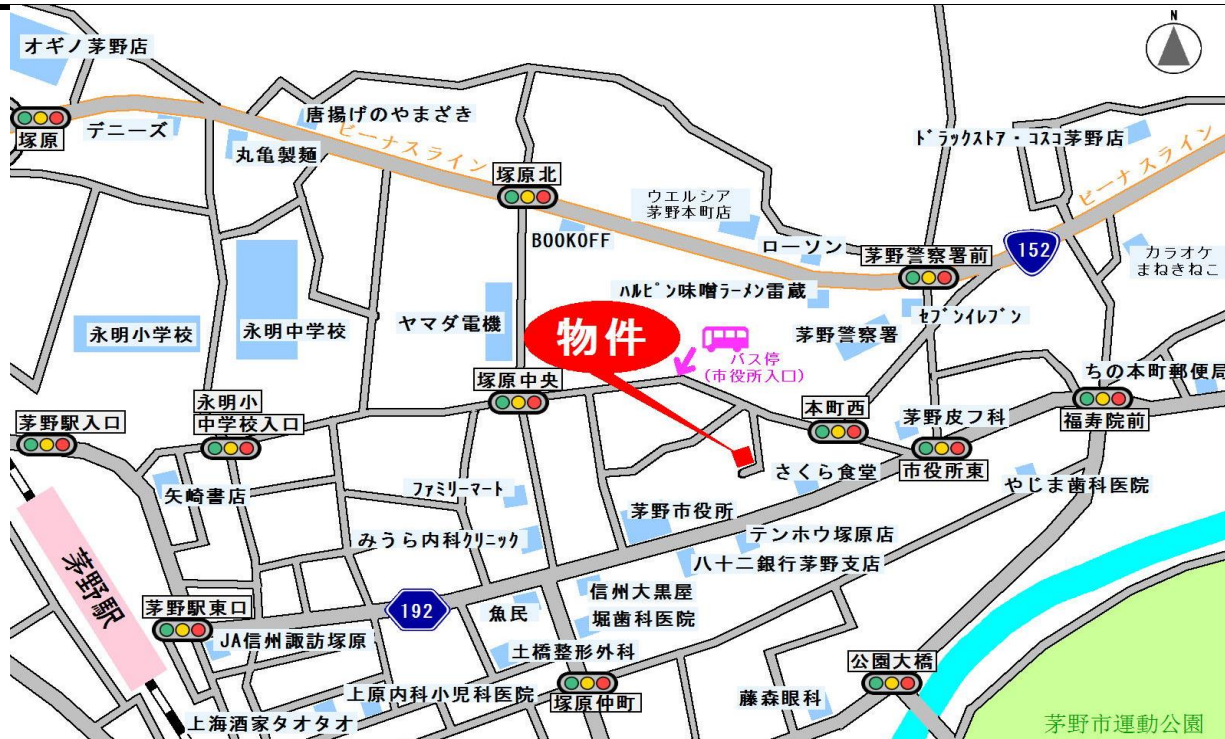 N
オギノ茅野店
塚原
デニーズ
唐揚げのやまざき
丸亀製麺
ビーナスライン
塚原北
BOOKOFF
ウエルシア
茅野本町店
ローソン
茅野警察署前
152
ドラックストア・コスコ茅野店
ビーナスライン
カラオケ
まねきねこ
永明小学校
永明中学校
ヤマダ電機
ハルピン味噌ラーメン雷蔵
茅野警察署
セブンイレブン
物件
バス停
(市役所入口)
塚原中央
ちの本町郵便局
福寿院前
茅野駅入口
永明小
中学校入口
本町西
茅野皮フ科
市役所東
矢崎書店
ファミリーマート
さくら食堂
やじま歯科医院
茅野市役所
みうら内科クリニック
テンホウ塚原店
八十二銀行茅野支店
茅野駅
茅野駅東口
192
魚民
信州大黒屋
堀歯科医院
JA信州諏訪塚原
土橋整形外科
公園大橋
上原内科小児科医院
塚原仲町
藤森眼科
上海酒家タオタオ
茅野市運動公園